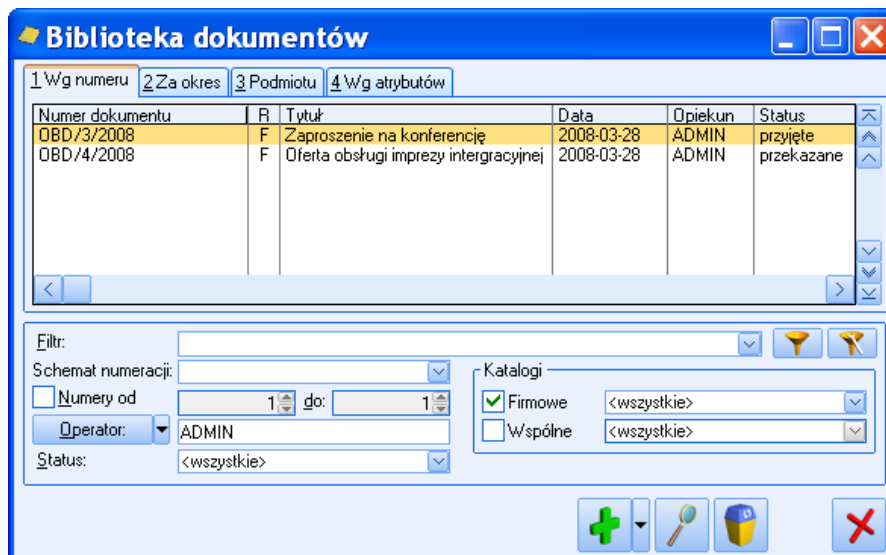 Biblioteka dokumentów
1 Wg numeru 2 Za okres 3 Podmiotu 4 Wg atrybutów
Numer dokumentu R Tytuł Data Opiekun Status
OBD/3/2008 F Zaproszenie na konferencję 2008-03-28 ADMIN przyjęte
OBD/4/2008 F Oferta obsługi imprezy intergracyjnej 2008-03-28 ADMIN przekazane
Filtr:
Schemat numeracji: Katalogi
Numery od 1 do: 1 Firmowe <wszystkie>
Operator: ADMIN Wspólne <wszystkie>
Status: <wszystkie>